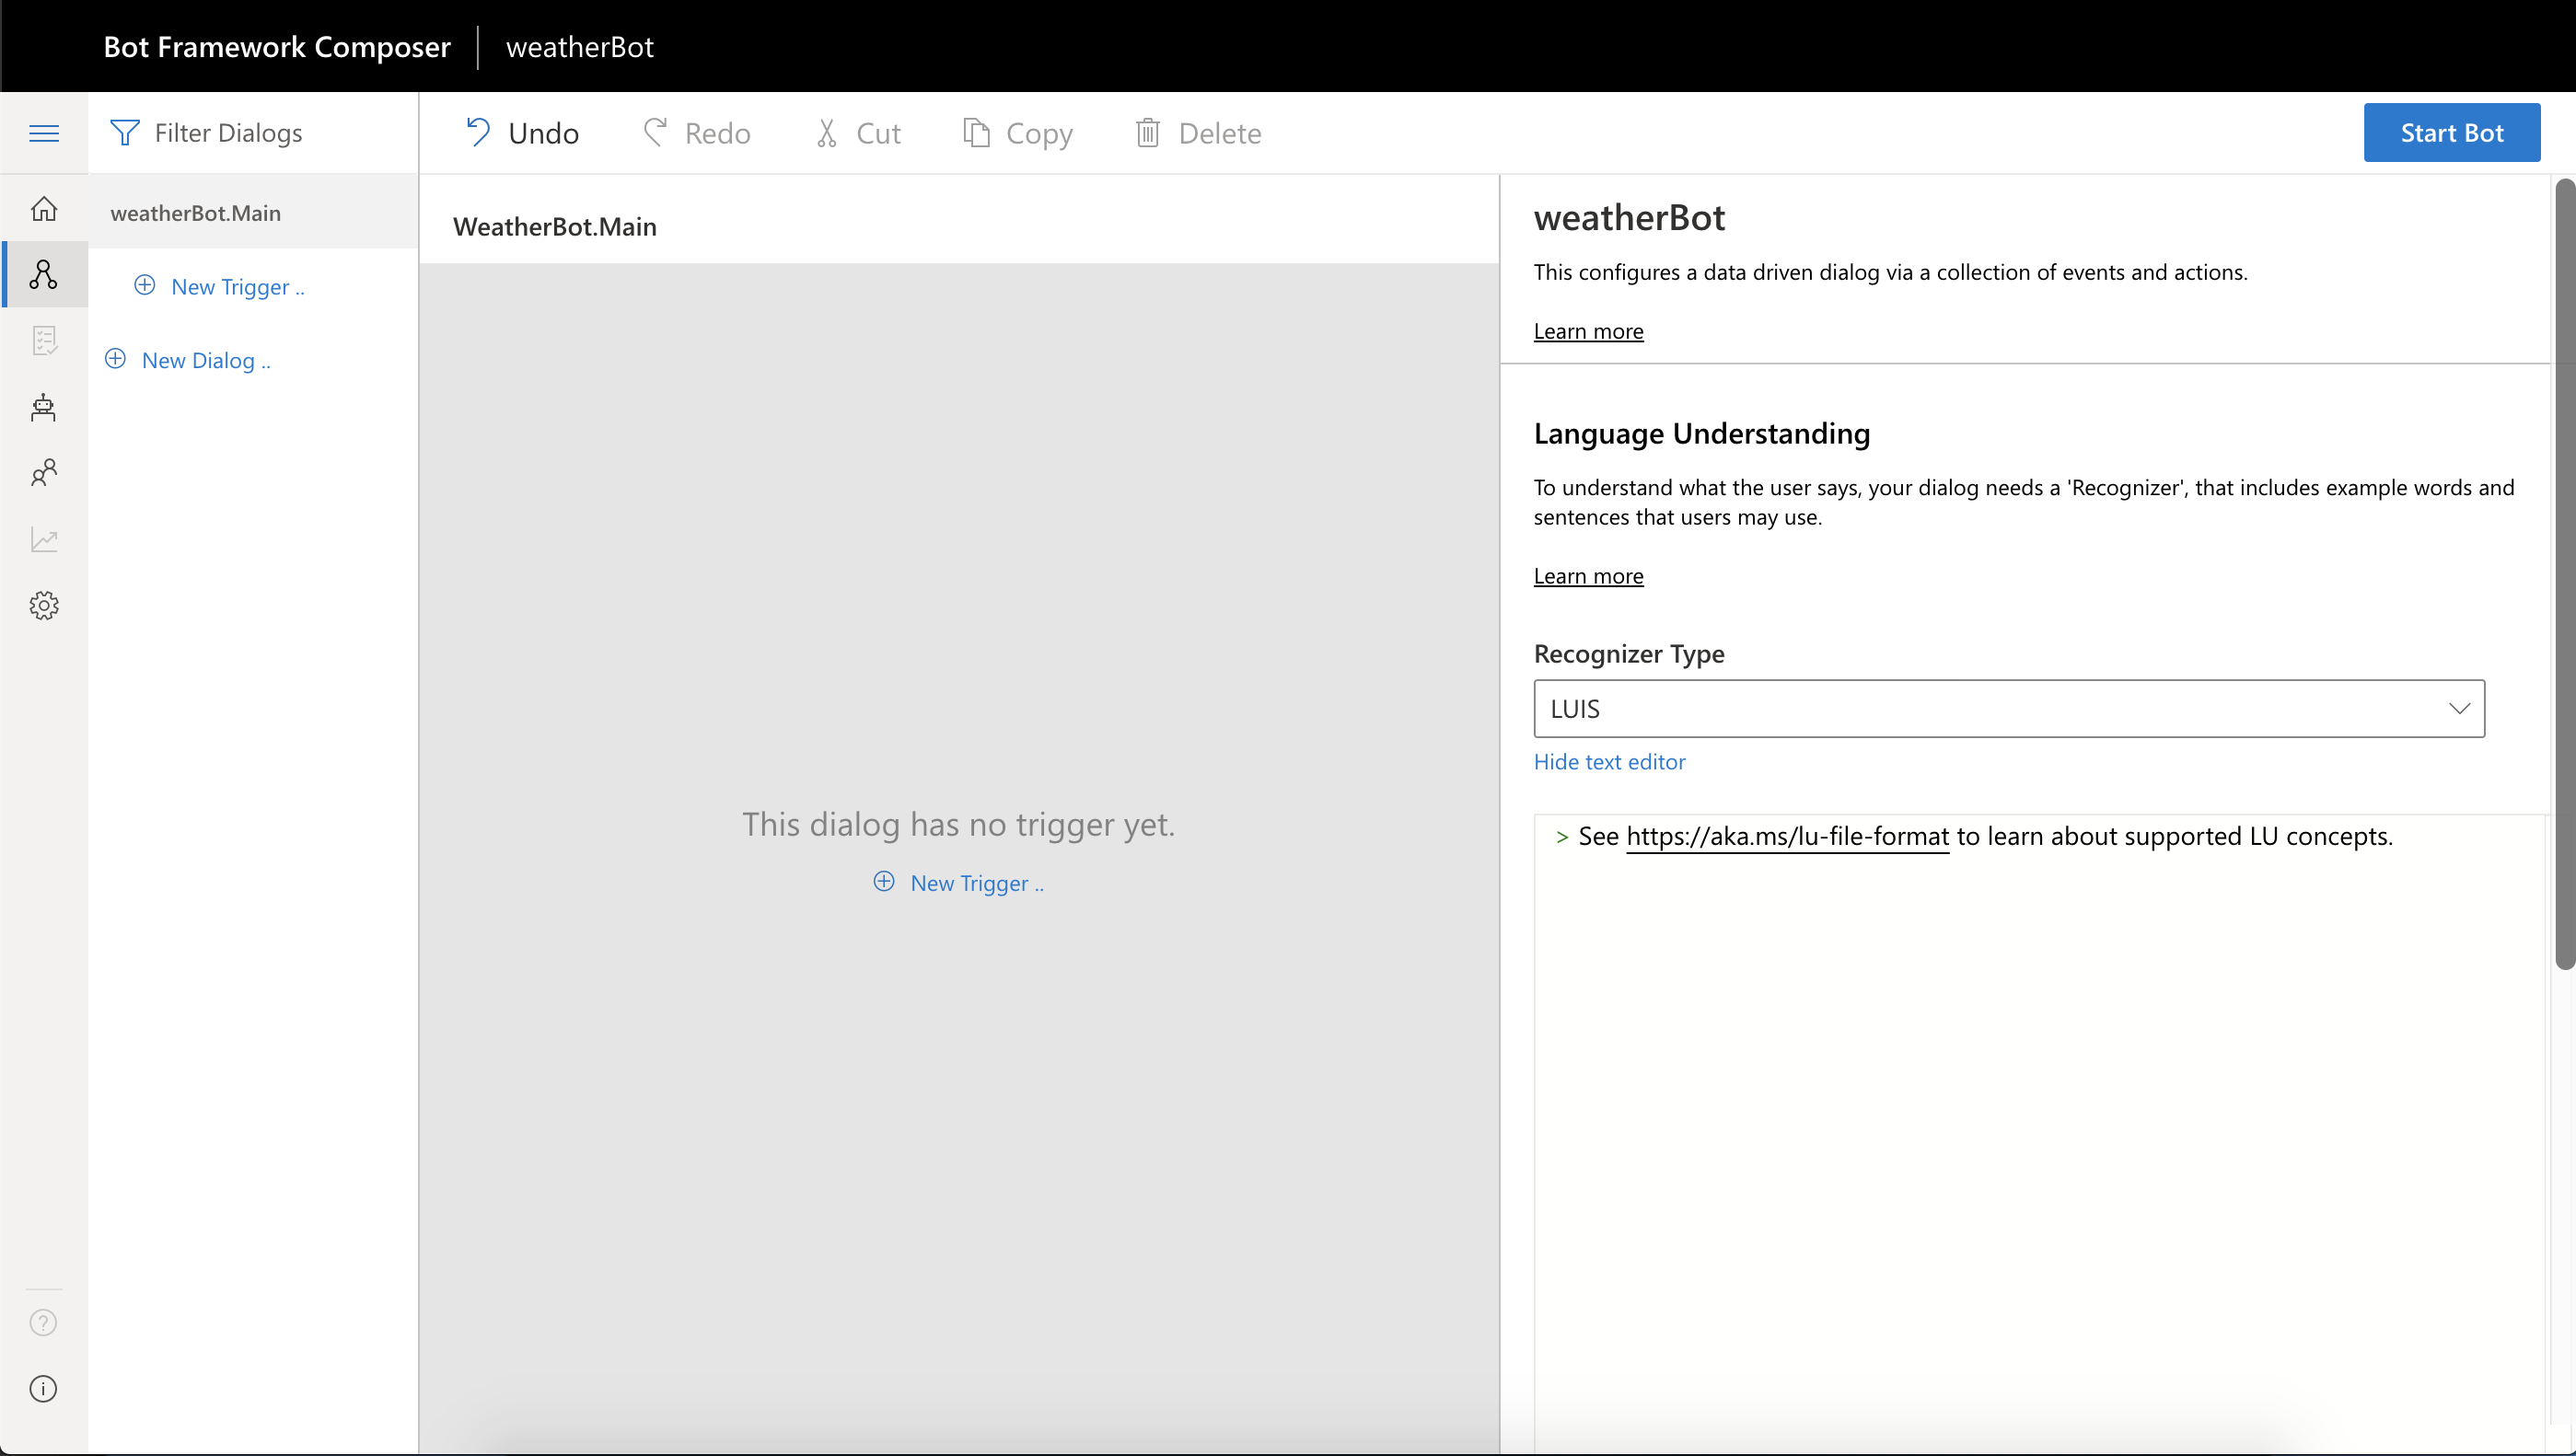 Bot Framework Composer | weatherBot
Filter Dialogs
Undo
Redo
Cut
Copy
Delete
Start Bot
weatherBot.Main
New Trigger ..
New Dialog ..
WeatherBot.Main
This dialog has no trigger yet.
New Trigger ..
weatherBot
This configures a data driven dialog via a collection of events and actions.
Learn more
Language Understanding
To understand what the user says, your dialog needs a 'Recognizer', that includes example words and
sentences that users may use.
Learn more
Recognizer Type
LUIS
Hide text editor
> See https://aka.ms/lu-file-format to learn about supported LU concepts.